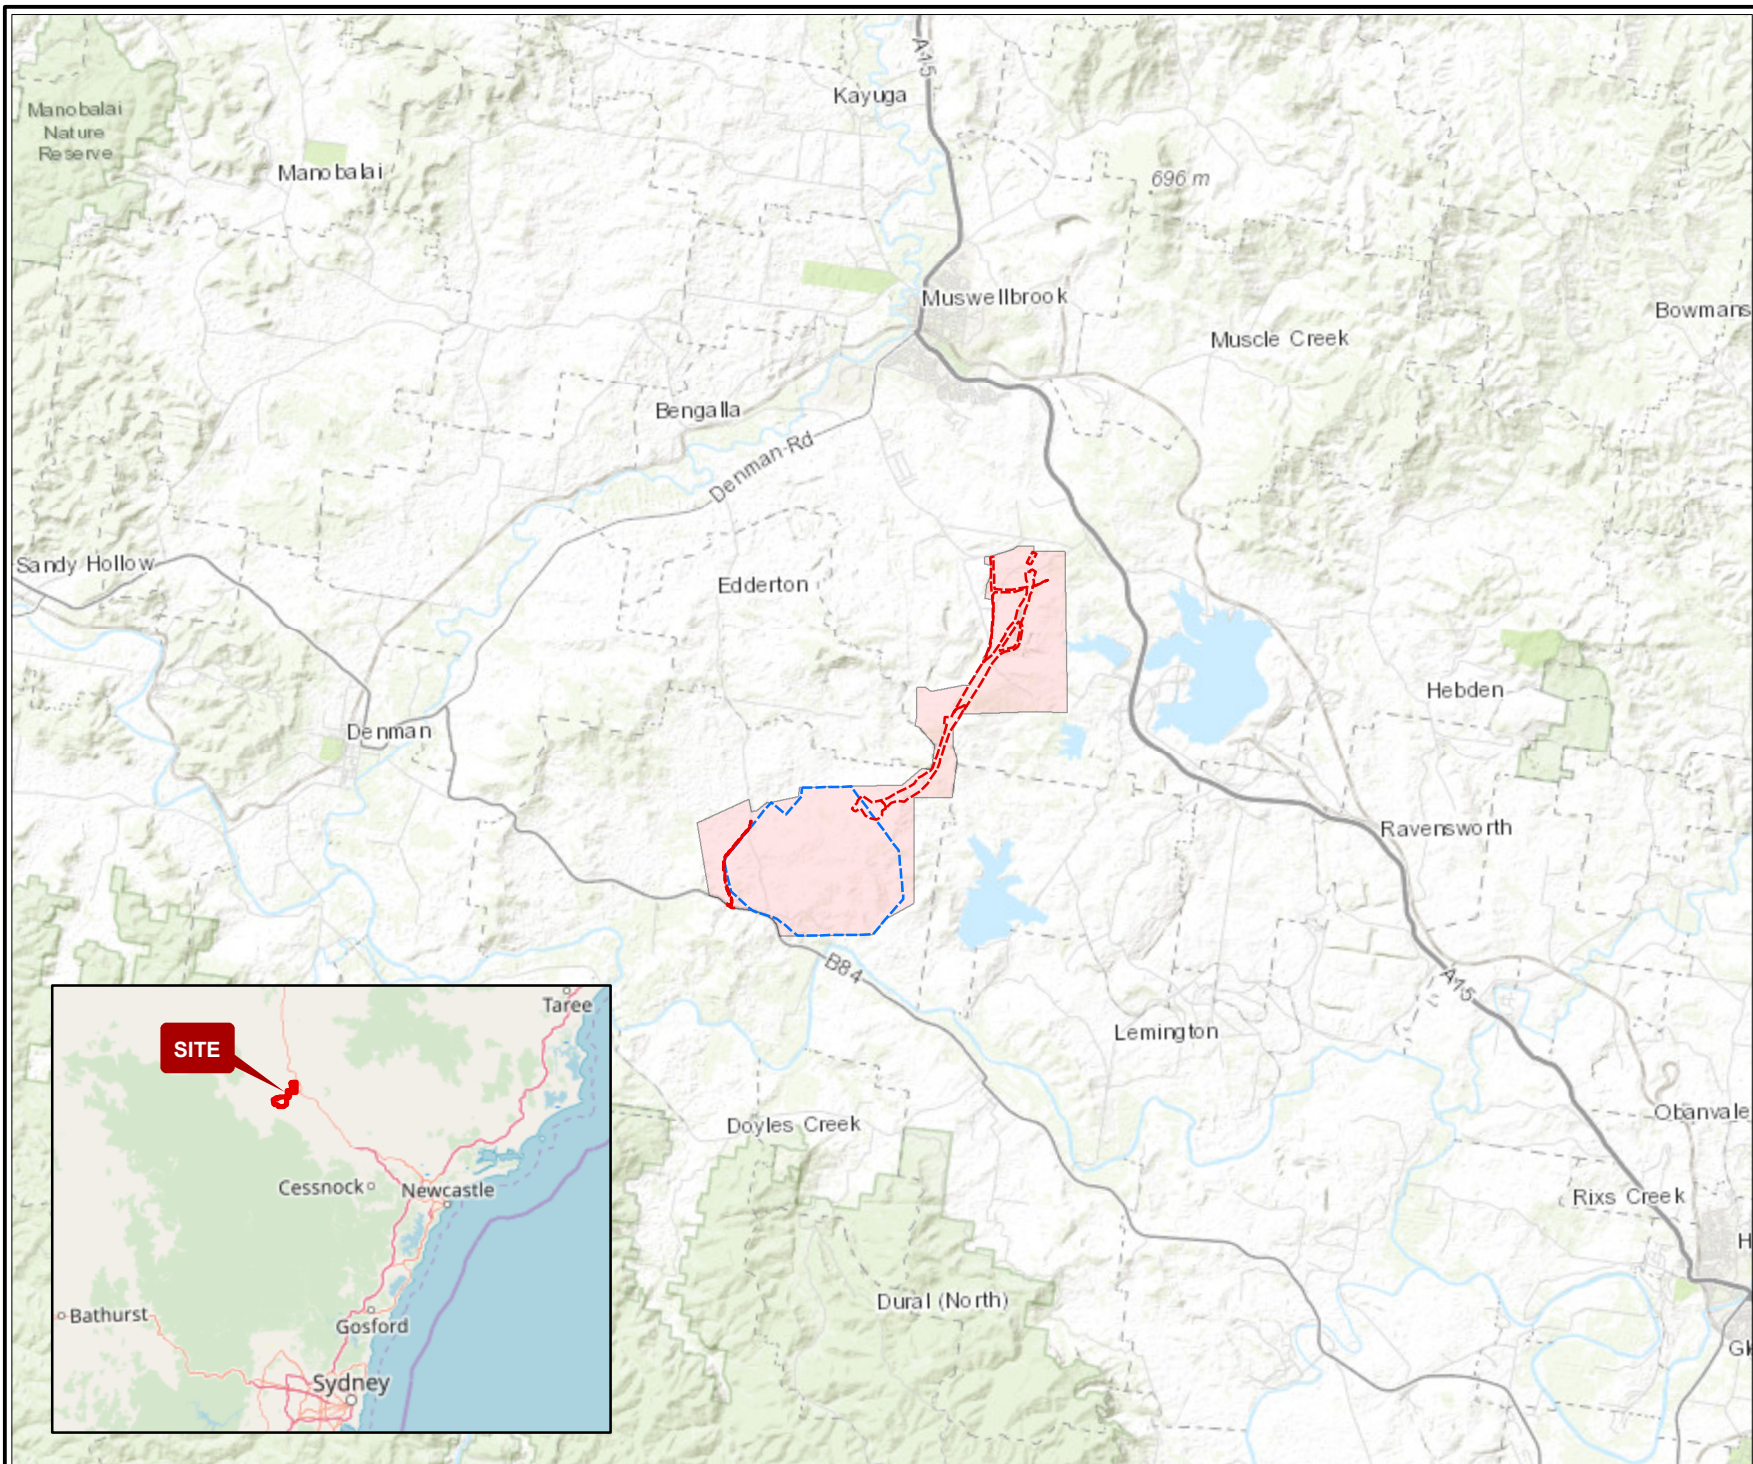 A15
Kayuga
Manobalai
Nature
Reserve
Manobalai
696 m
Muswellbrook
Bowmans
Muscle Creek
Bengalla
Denman-Rd
Sandy Hollow
Edderton
Hebden
Denman
Ravensworth
B84
A15
Lemington
Doyles Creek
Obanvale
Rixs Creek
H
Dural (North)
Gl
Taree
SITE
Cessnock
Newcastle
Bathurst
Gosford
Sydney